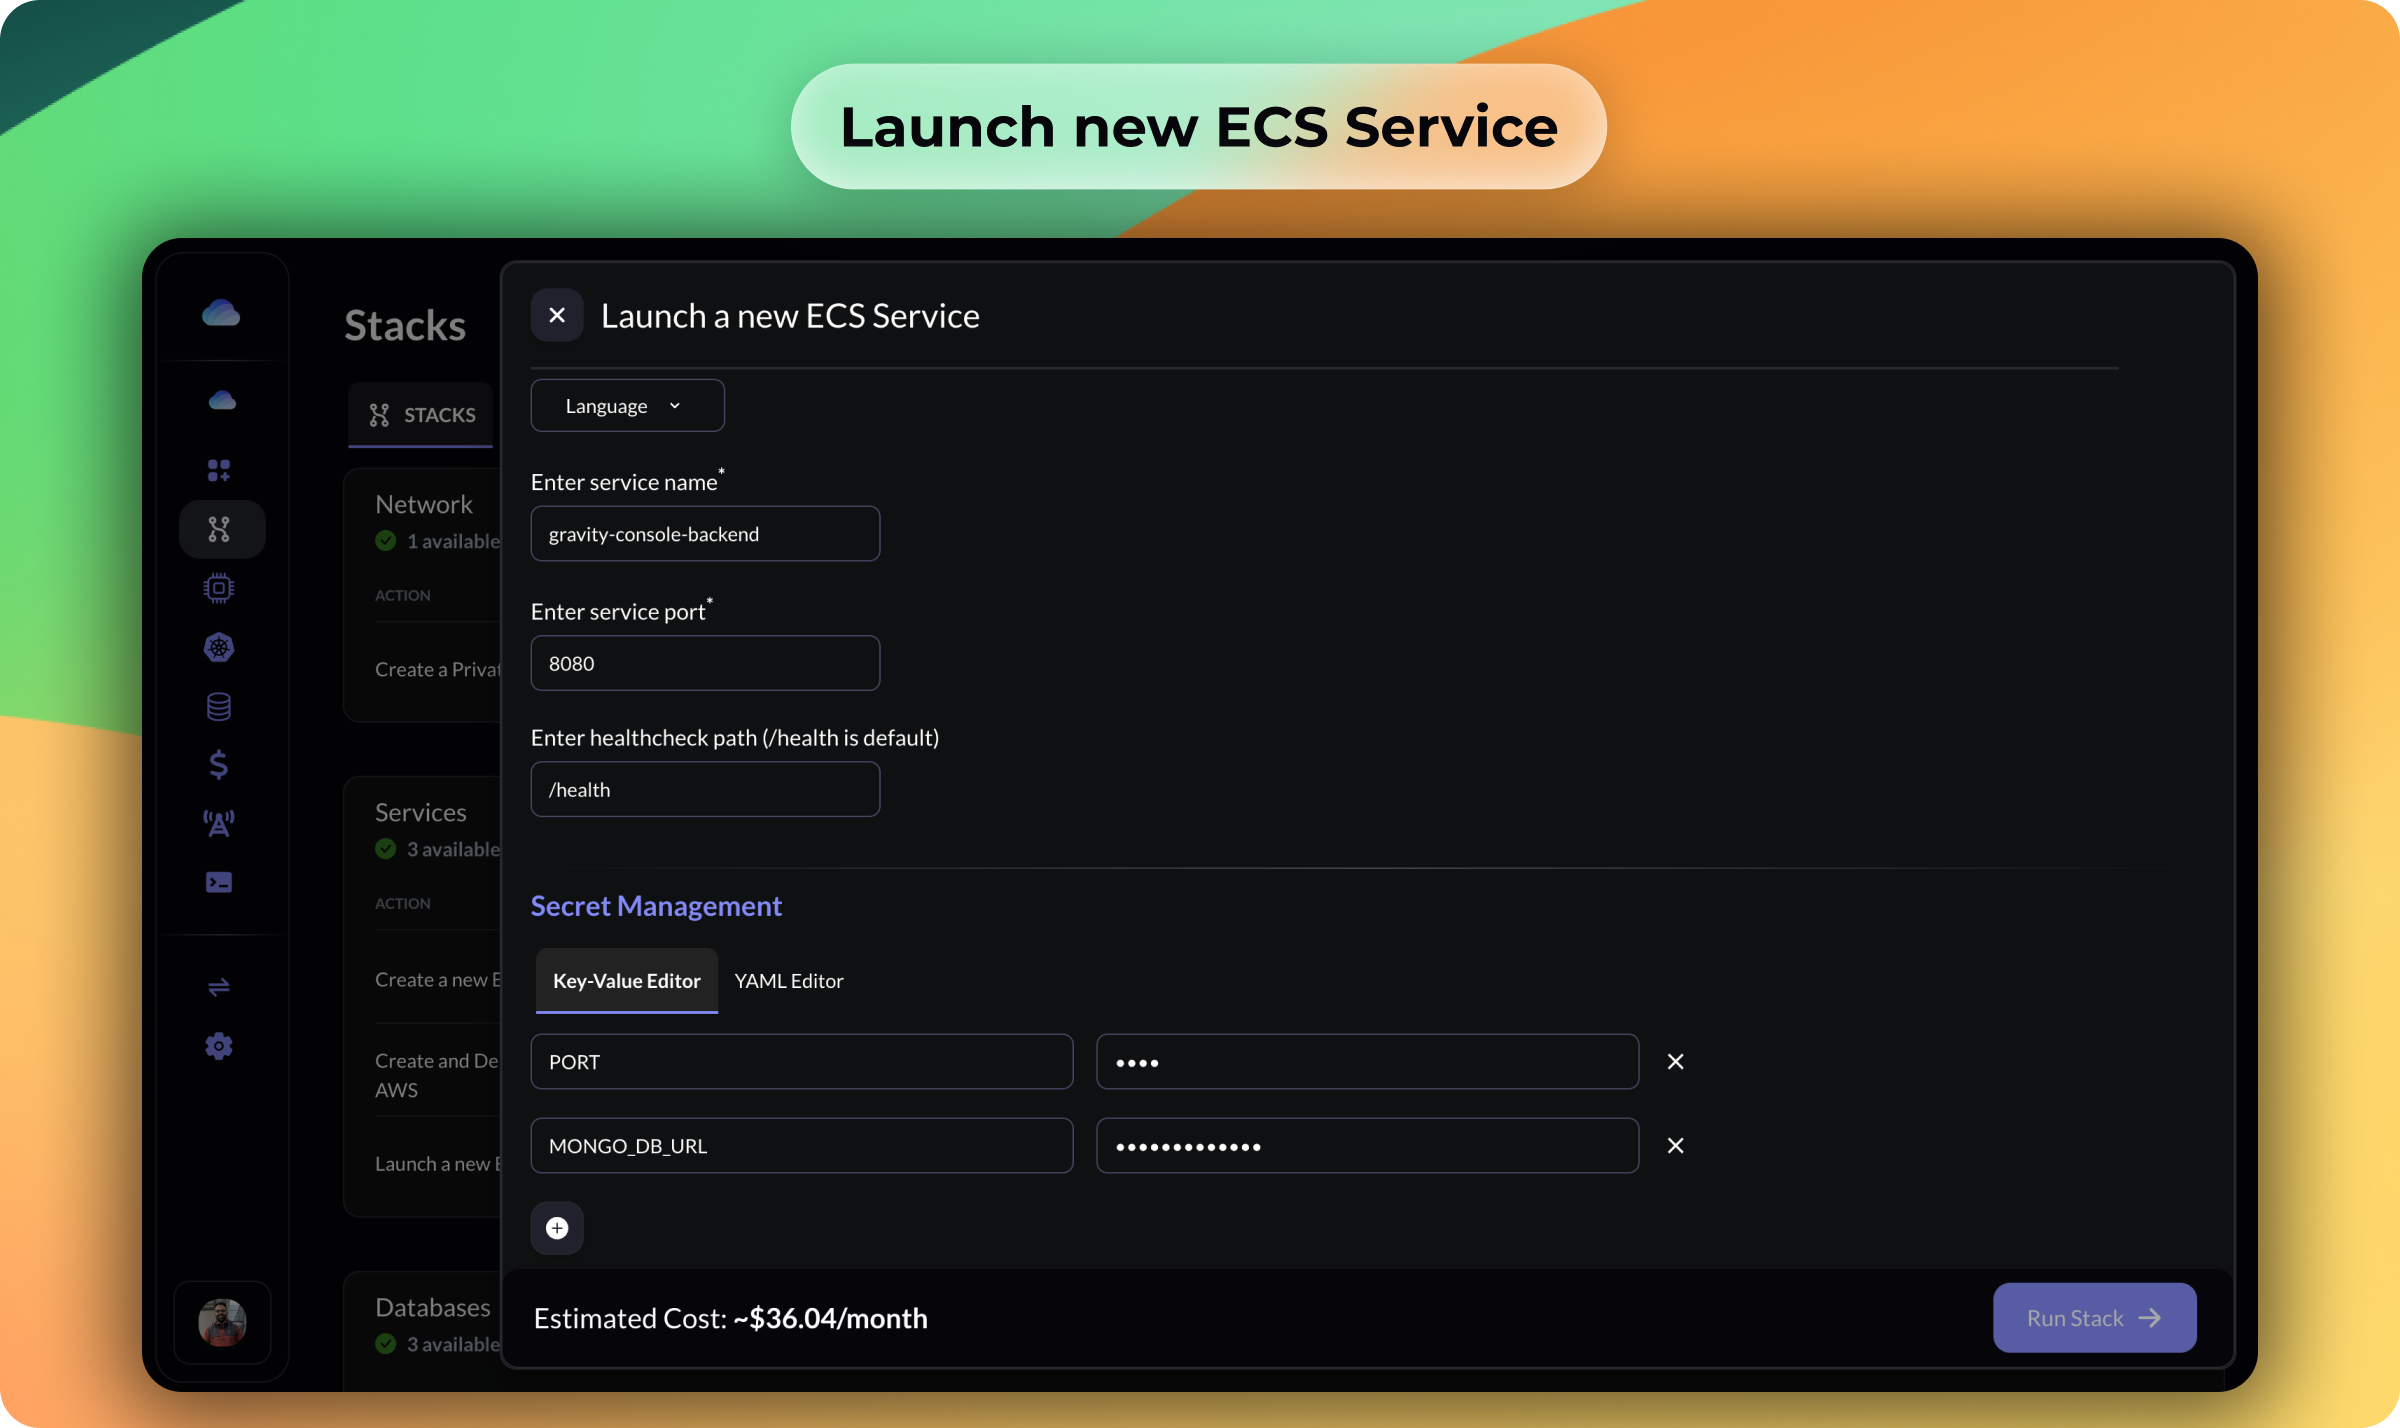 Launch new ECS Service
Stacks
STACKS
Network
1 available
ACTION
Create a Privat
Services
3 available
ACTION
Create a new E
Create and De
AWS
Launch a new E
Databases
3 available
Launch a new ECS Service
Language
Enter service name*
gravity-console-backend
Enter service port*
8080
Enter healthcheck path (/health is default)
/health
Secret Management
Key-Value Editor YAML Editor
PORT ••••
MONGO_DB_URL •••••••••••••
Estimated Cost: ~$36.04/month
Run Stack